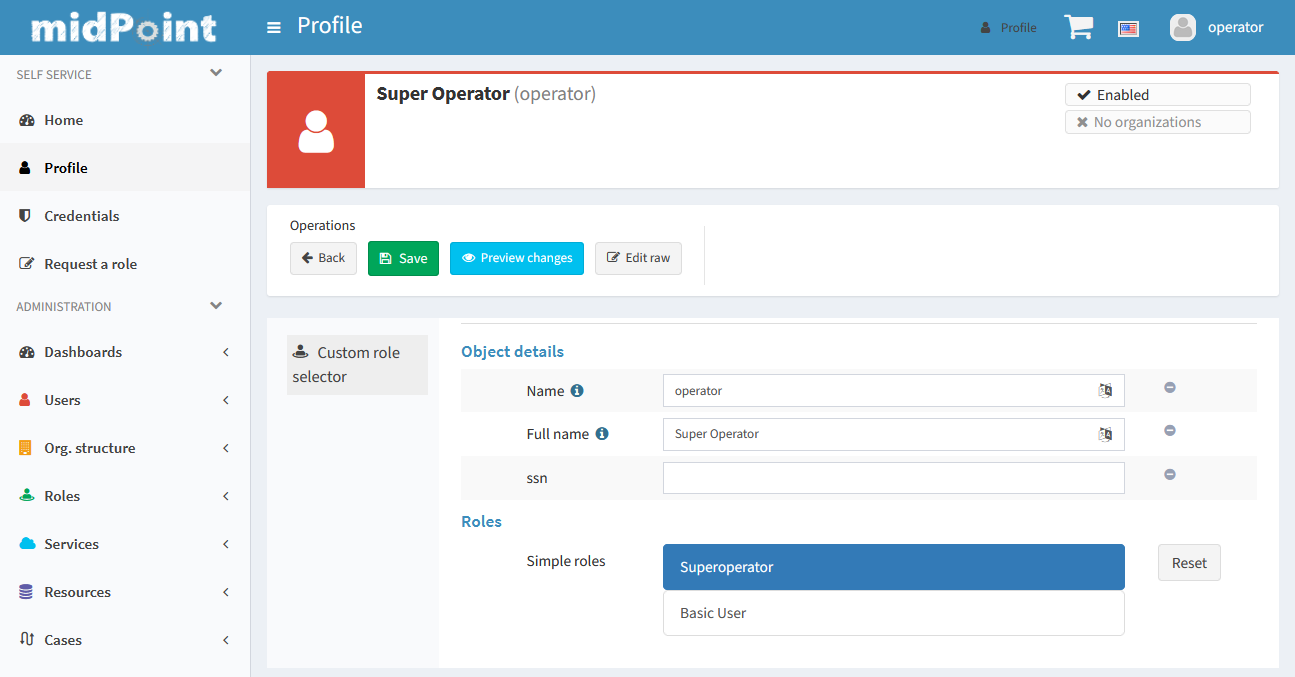 midPoint
Profile
Profile
operator
SELF SERVICE
Home
Profile
Credentials
Request a role
ADMINISTRATION
Dashboards
Users
Org. structure
Roles
Services
Resources
Cases
Super Operator (operator)
Enabled
No organizations
Operations
Back
Save
Preview changes
Edit raw
Custom role
selector
Object details
Name
operator
Full name
Super Operator
ssn
Roles
Simple roles
Superoperator
Basic User
Reset